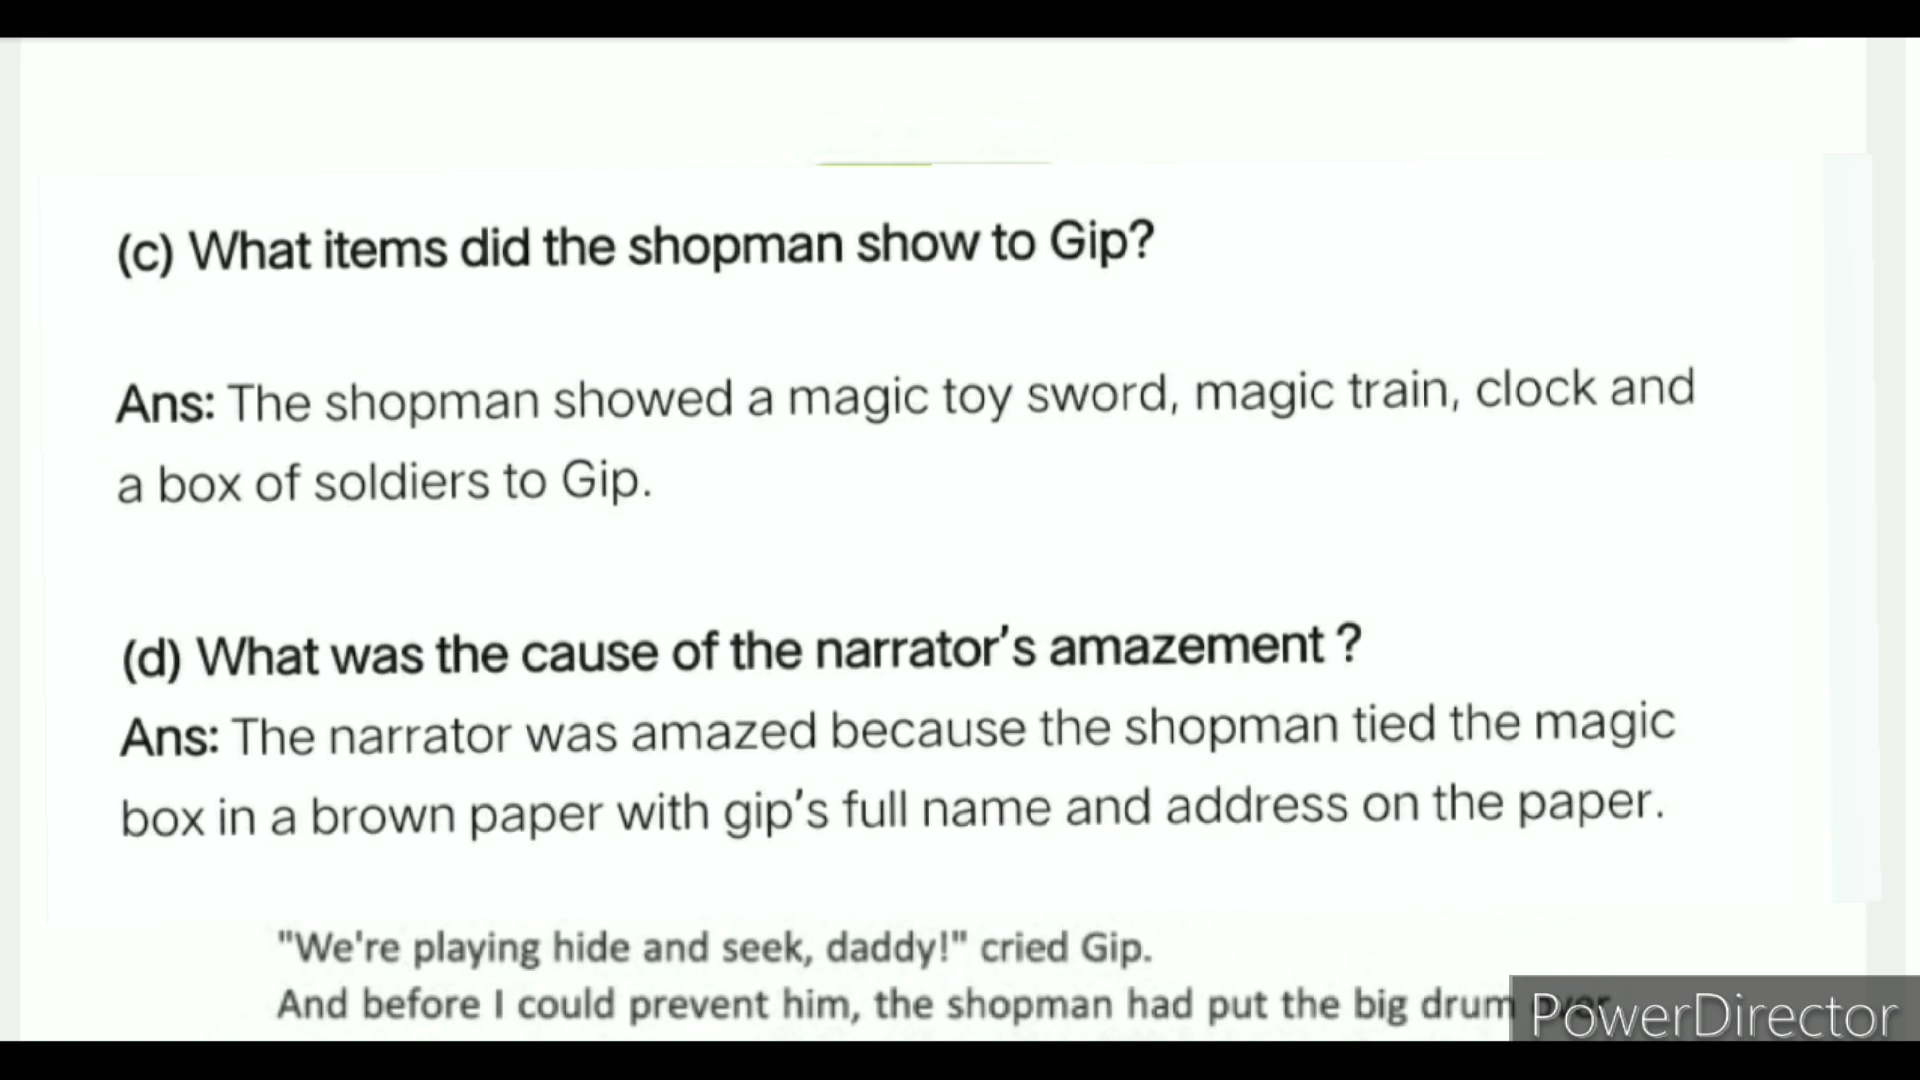 (c) What items did the shopman show to Gip?
Ans: The shopman showed a magic toy sword, magic train, clock and
a box of soldiers to Gip.
(d) What was the cause of the narrator's amazement ?
Ans: The narrator was amazed because the shopman tied the magic
box in a brown paper with gip's full name and address on the paper.
"We're playing hide and seek, daddy!" cried Gip.
And before I could prevent him, the shopman had put the big drum
PowerDirector